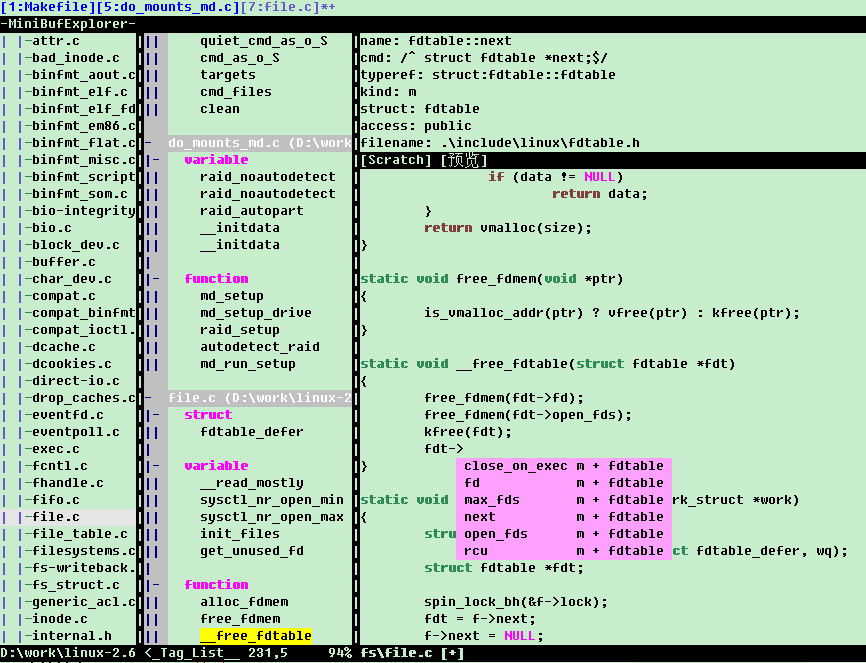 [1:Makefile][5:do_mounts_md.c][7:file.c]*+
-MiniBufExplorer-
| |-attr.c
| |-bad_inode.c
| |-binfmt_aout.c
| |-binfmt_elf.c
| |-binfmt_elf_fd
| |-binfmt_em86.c
| |-binfmt_flat.c
| |-binfmt_misc.c
| |-binfmt_script
| |-binfmt_som.c
| |-bio-integrity
| |-bio.c
| |-block_dev.c
| |-buffer.c
| |-char_dev.c
| |-compat.c
| |-compat_binfmt
| |-compat_ioctl.
| |-dcache.c
| |-dcookies.c
| |-direct-io.c
| |-drop_caches.c
| |-eventfd.c
| |-eventpoll.c
| |-exec.c
| |-fcntl.c
| |-fhandle.c
| |-fifo.c
| |-file.c
| |-file_table.c
| |-filesystems.c
| |-fs-writeback.
| |-fs_struct.c
| |-generic_acl.c
| |-inode.c
| |-internal.h
D:\work\linux-2.6
|| quiet_cmd_as_o_S
|| cmd_as_o_S
|| targets
|| cmd_files
|| clean
- do_mounts_md.c (D:\work
|- variable
|| raid_noautodetect
|| raid_noautodetect
|| raid_autopart
|| __initdata
|| __initdata
|
|- function
|| md_setup
|| md_setup_drive
|| raid_setup
|| autodetect_raid
|| md_run_setup
- file.c (D:\work\linux-2
|- struct
|| fdtable_defer
|
|- variable
|| __read_mostly
|| sysctl_nr_open_min
|| sysctl_nr_open_max
|| init_files
|| get_unused_fd
|
|- function
|| alloc_fdmem
|| free_fdmem
|| __free_fdtable
<_Tag_List__ 231,5 94%
name: fdtable::next
cmd: /^ struct fdtable *next;$/
typeref: struct:fdtable::fdtable
kind: m
struct: fdtable
access: public
filename: .\include\linux\fdtable.h
[Scratch] [预览]
if (data != NULL)
return data;
}
return vmalloc(size);
}
static void free_fdmem(void *ptr)
{
is_vmalloc_addr(ptr) ? vfree(ptr) : kfree(ptr);
}
static void __free_fdtable(struct fdtable *fdt)
{
free_fdmem(fdt->fd);
free_fdmem(fdt->open_fds);
kfree(fdt);
fdt->
} close_on_exec m + fdtable
fd m + fdtable
static void max_fds m + fdtable rk_struct *work)
{ next m + fdtable
stru open_fds m + fdtable
rcu m + fdtable ct fdtable_defer, wq);
struct fdtable *fdt;
spin_lock_bh(&f->lock);
fdt = f->next;
f->next = NULL;
fs\file.c [+]